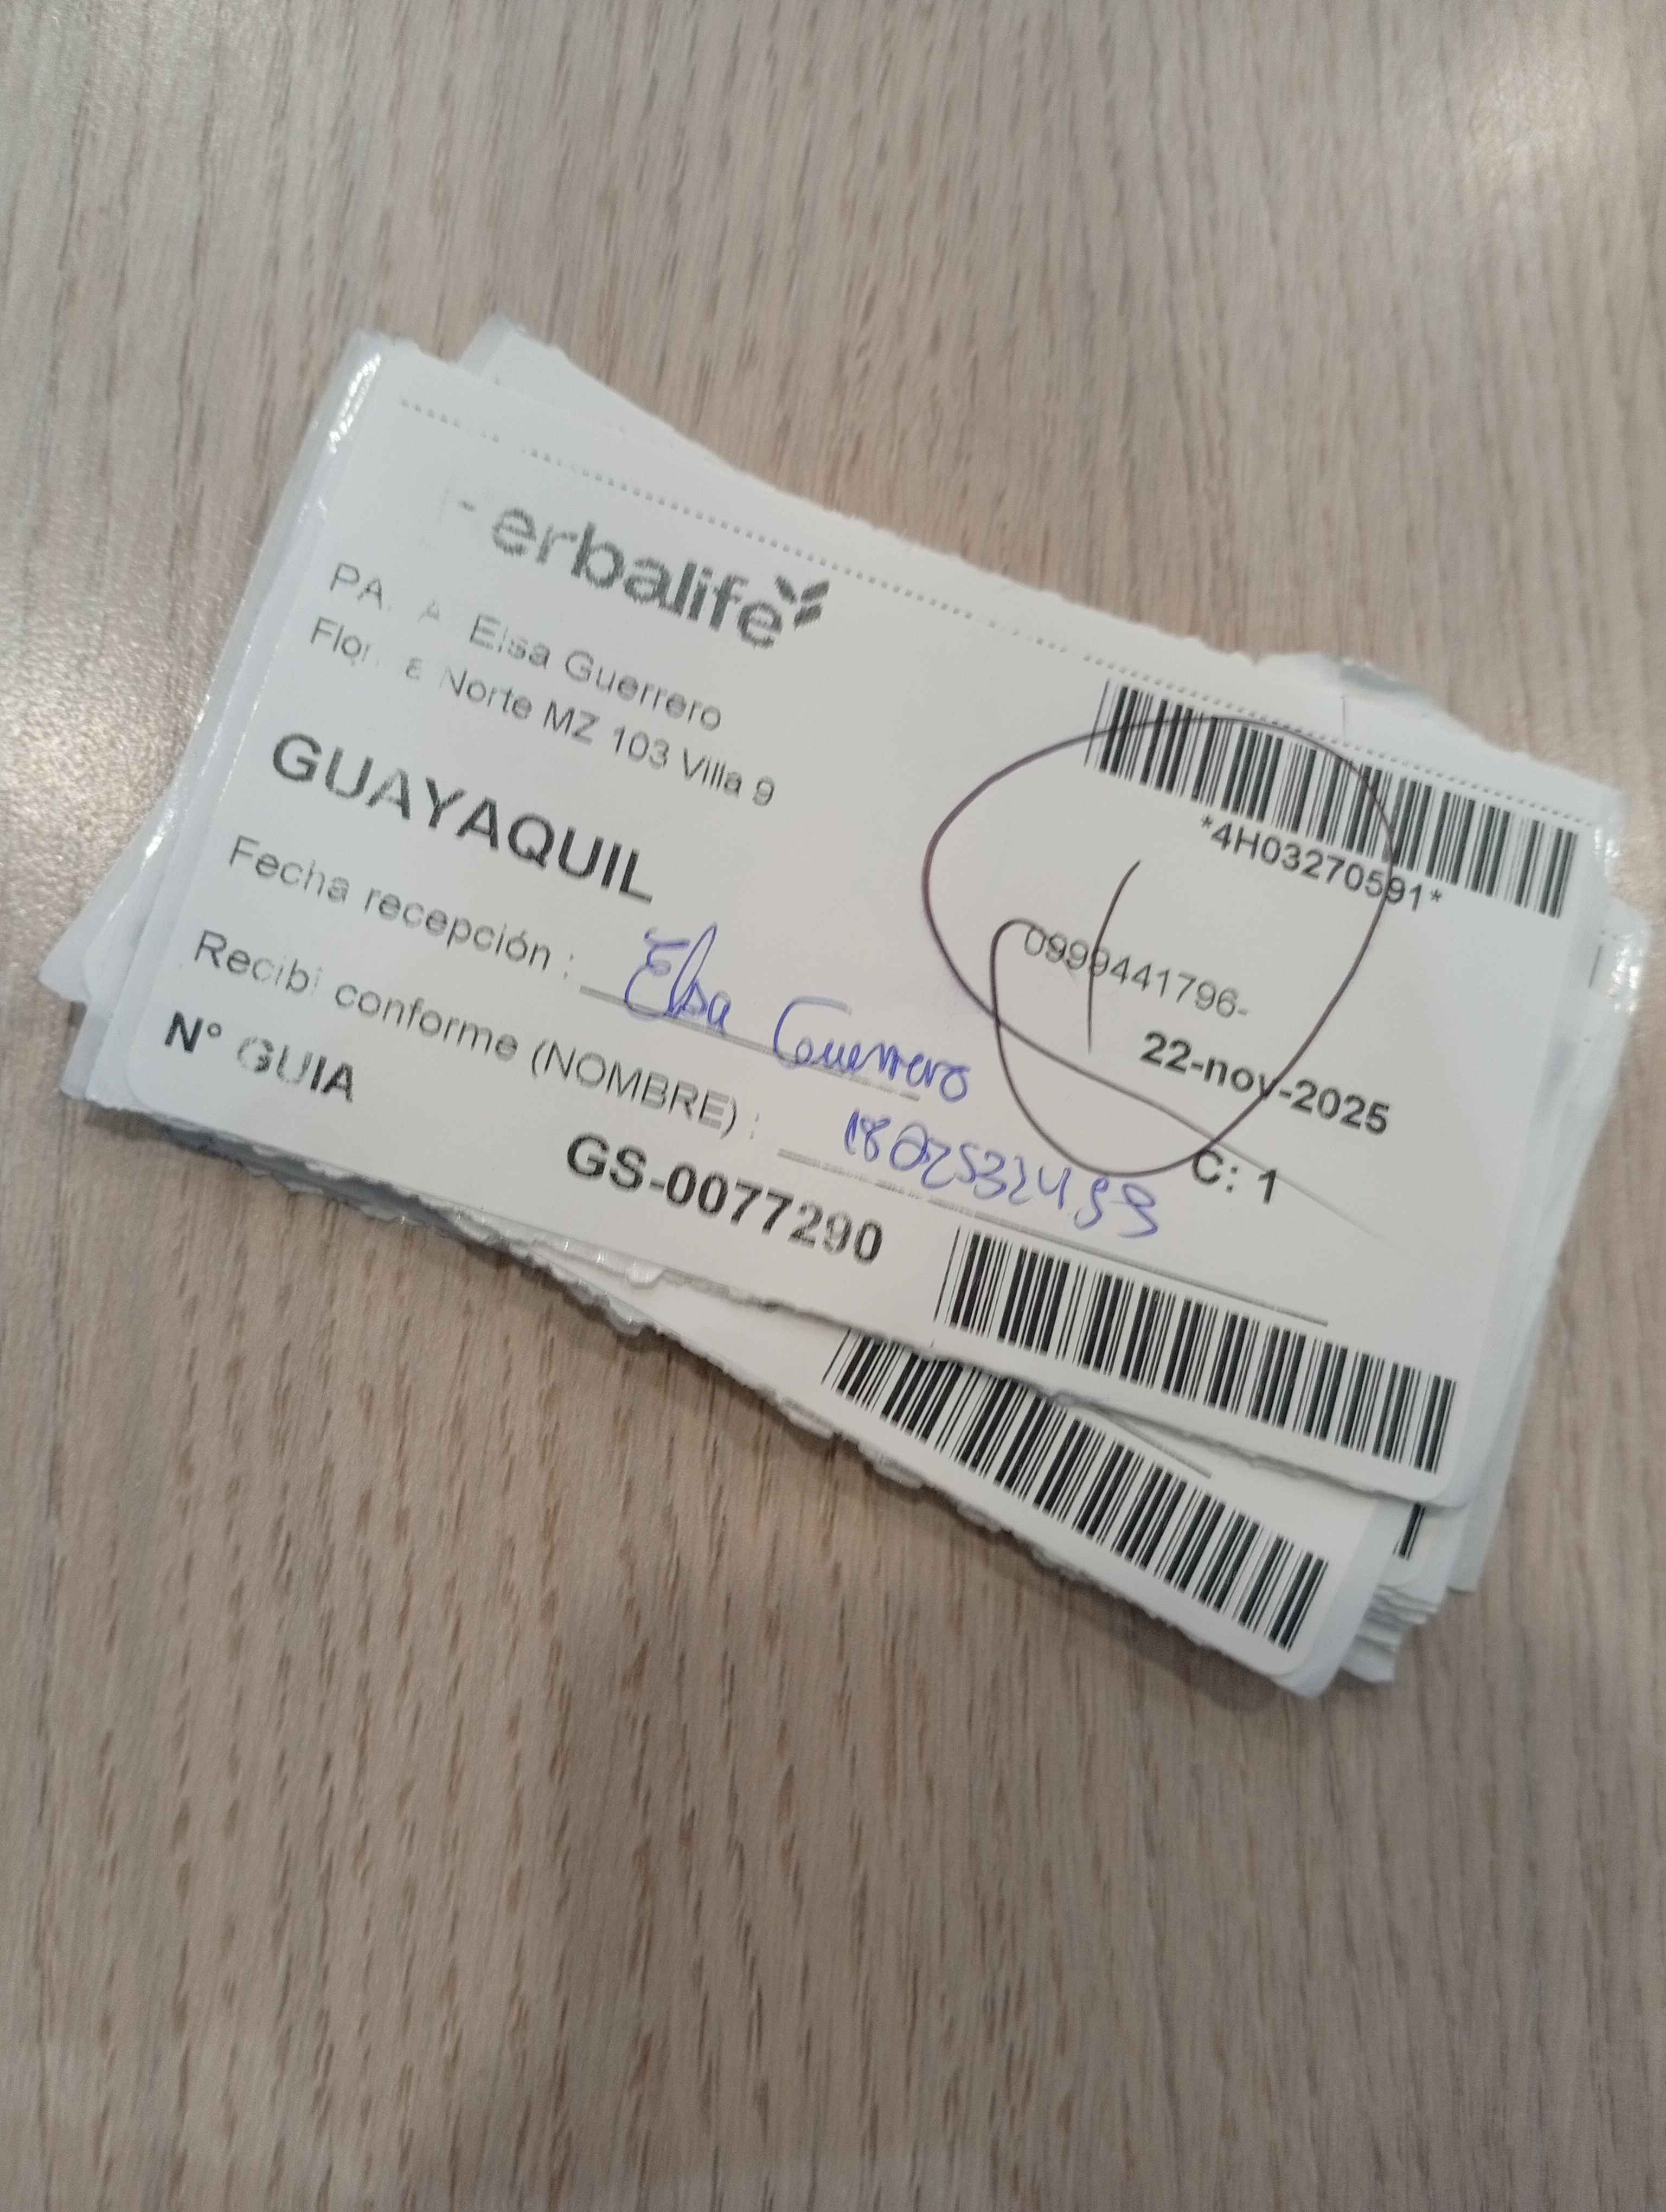 erbalife
Elsa Guerrero
Norte MZ 103 Villa 9
GUAYAQUIL
*4H03270591*
0999441796-
22-nov-2025
C: 1
Fecha recepción : Elsa Guerrero
Recibi conforme (NOMBRE) :
N° GUIA
GS-0077290